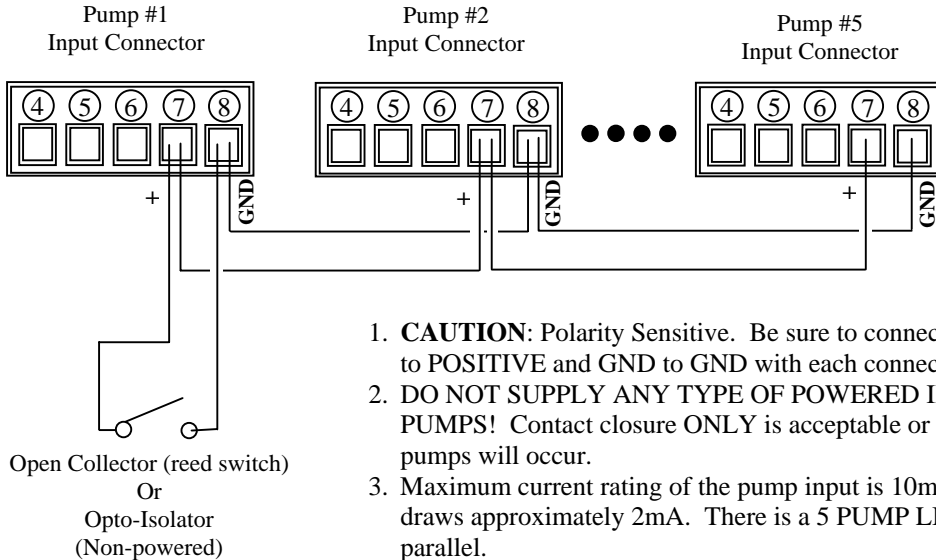 Pump #1
Input Connector
Pump #2
Input Connector
Pump #5
Input Connector
4 5 6 7 8
4 5 6 7 8
4 5 6 7 8
+
GND
+
GND
+
GND
1. CAUTION: Polarity Sensitive. Be sure to connec
to POSITIVE and GND to GND with each connec
2. DO NOT SUPPLY ANY TYPE OF POWERED I
PUMPS! Contact closure ONLY is acceptable or
pumps will occur.
3. Maximum current rating of the pump input is 10m
draws approximately 2mA. There is a 5 PUMP LI
parallel.
Open Collector (reed switch)
Or
Opto-Isolator
(Non-powered)